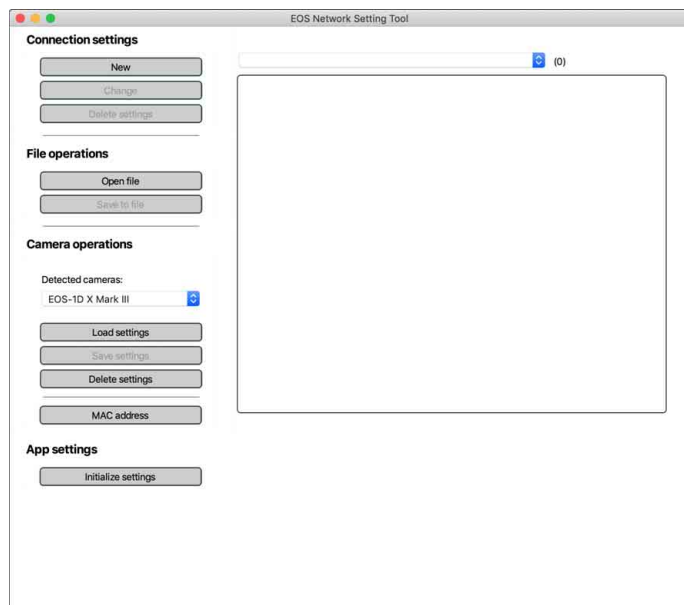 EOS Network Setting Tool
Connection settings
New
Change
Delete settings
File operations
Open file
Save to file
Camera operations
Detected cameras:
EOS-1D X Mark III
Load settings
Save settings
Delete settings
MAC address
App settings
Initialize settings
(0)